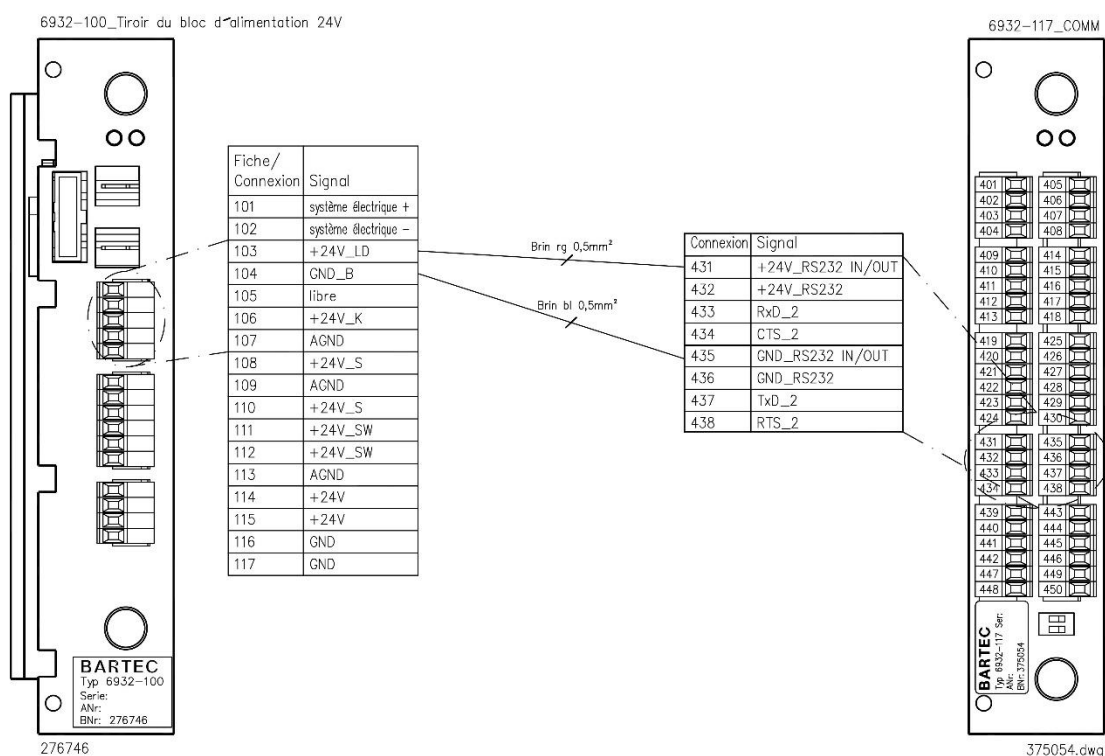 6932-100_Tiroir du bloc d´alimentation 24V
6932-117_COMM
Fiche/
Connexion Signal
101 système électrique +
102 système électrique -
103 +24V_LD
104 GND_B
105 libre
106 +24V_K
107 AGND
108 +24V_S
109 AGND
110 +24V_S
111 +24V_SW
112 +24V_SW
113 AGND
114 +24V
115 +24V
116 GND
117 GND
Brin rg 0,5mm²
Brin bl 0,5mm²
Connexion Signal
431 +24V_RS232 IN/OUT
432 +24V_RS232
433 RxD_2
434 CTS_2
435 GND_RS232 IN/OUT
436 GND_RS232
437 TxD_2
438 RTS_2
401 405
402 406
403 407
404 408
409 414
410 415
411 416
412 417
413 418
419 425
420 426
421 427
422 428
423 429
424 430
431 435
432 436
433 437
434 438
439 443
440 444
441 445
442 446
447 449
448 450
BARTEC
Typ 6932-100
Serie:
ANr:
BNr: 276746
BARTEC
Typ 6932-117 Ser:
ANr:
BNr:375054
276746
375054.dwg